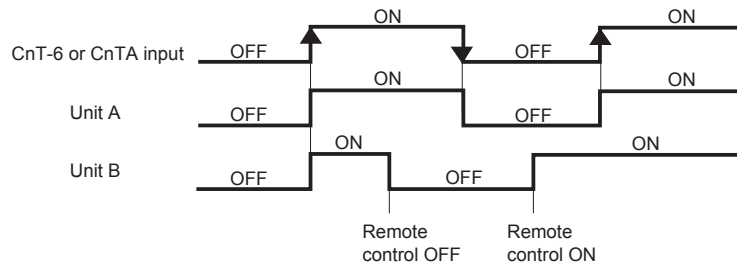 ON ON
CnT-6 or CnTA input OFF OFF
ON ON
Unit A OFF OFF
ON ON
Unit B OFF OFF
Remote control OFF
Remote control ON